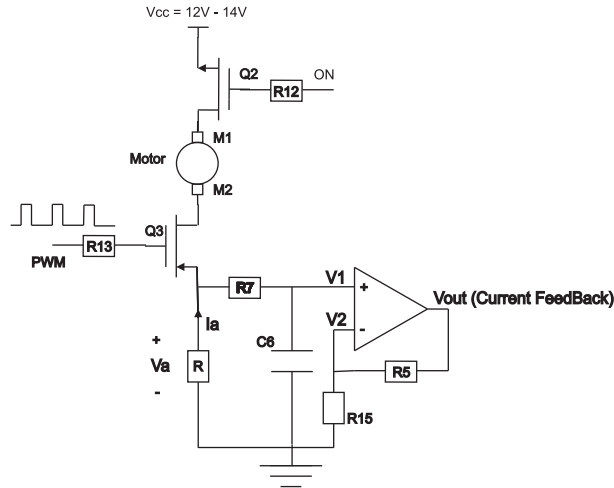 Vcc = 12V - 14V
Q2
ON
R12
M1
Motor
M2
Q3
R13
PWM
R7
V1
+
Vout (Current FeedBack)
V2
-
Ia
+
Va
-
R
C6
R5
R15